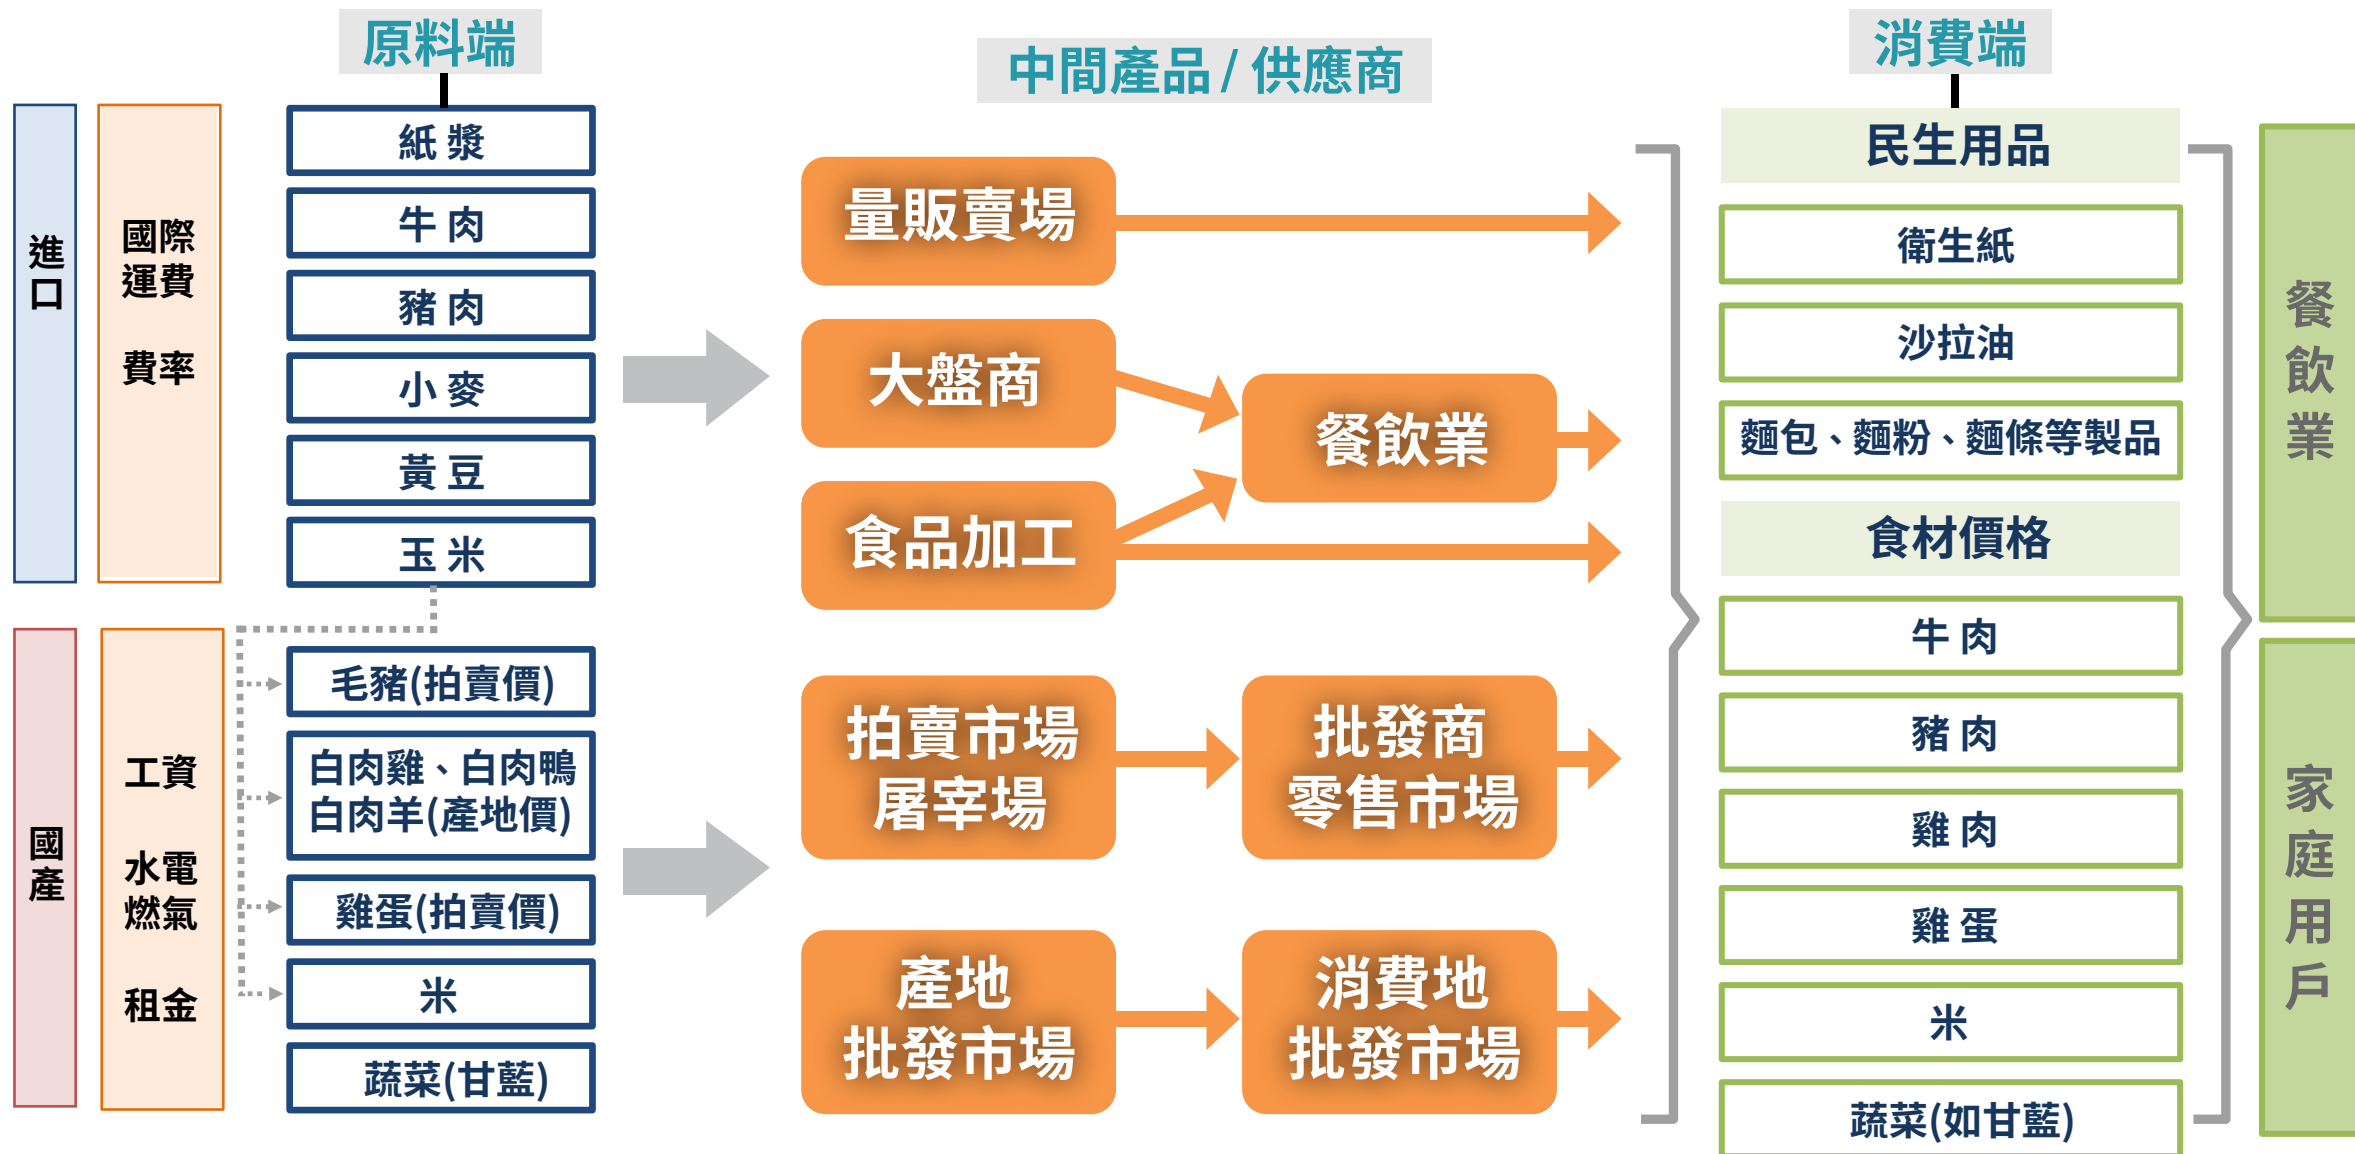 原料端
中間產品 / 供應商
消費端
進
口
國際
運費
費率
紙 漿
牛 肉
豬 肉
小 麥
黃 豆
玉 米
國
產
工資
水電
燃氣
租金
毛豬(拍賣價)
白肉雞、白肉鴨
白肉羊(產地價)
雞蛋(拍賣價)
米
蔬菜(甘藍)
量販賣場
大盤商
食品加工
餐飲業
拍賣市場
屠宰場
批發商
零售市場
產地
批發市場
消費地
批發市場
民生用品
衛生紙
沙拉油
麵包、麵粉、麵條等製品
食材價格
牛 肉
豬 肉
雞 肉
雞 蛋
米
蔬菜(如甘藍)
餐
飲
業
家
庭
用
戶